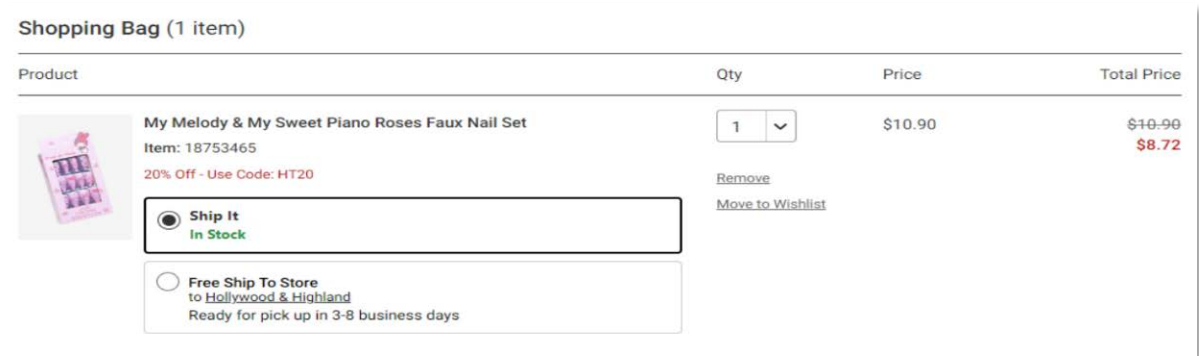 Shopping Bag (1 item)
Product Qty Price Total Price
My Melody & My Sweet Piano Roses Faux Nail Set 1 $10.90 $10.90
Item: 18753465 $8.72
20% Off - Use Code: HT20 Remove
Move to Wishlist
Ship It
In Stock
Free Ship To Store
to Hollywood & Highland
Ready for pick up in 3-8 business days